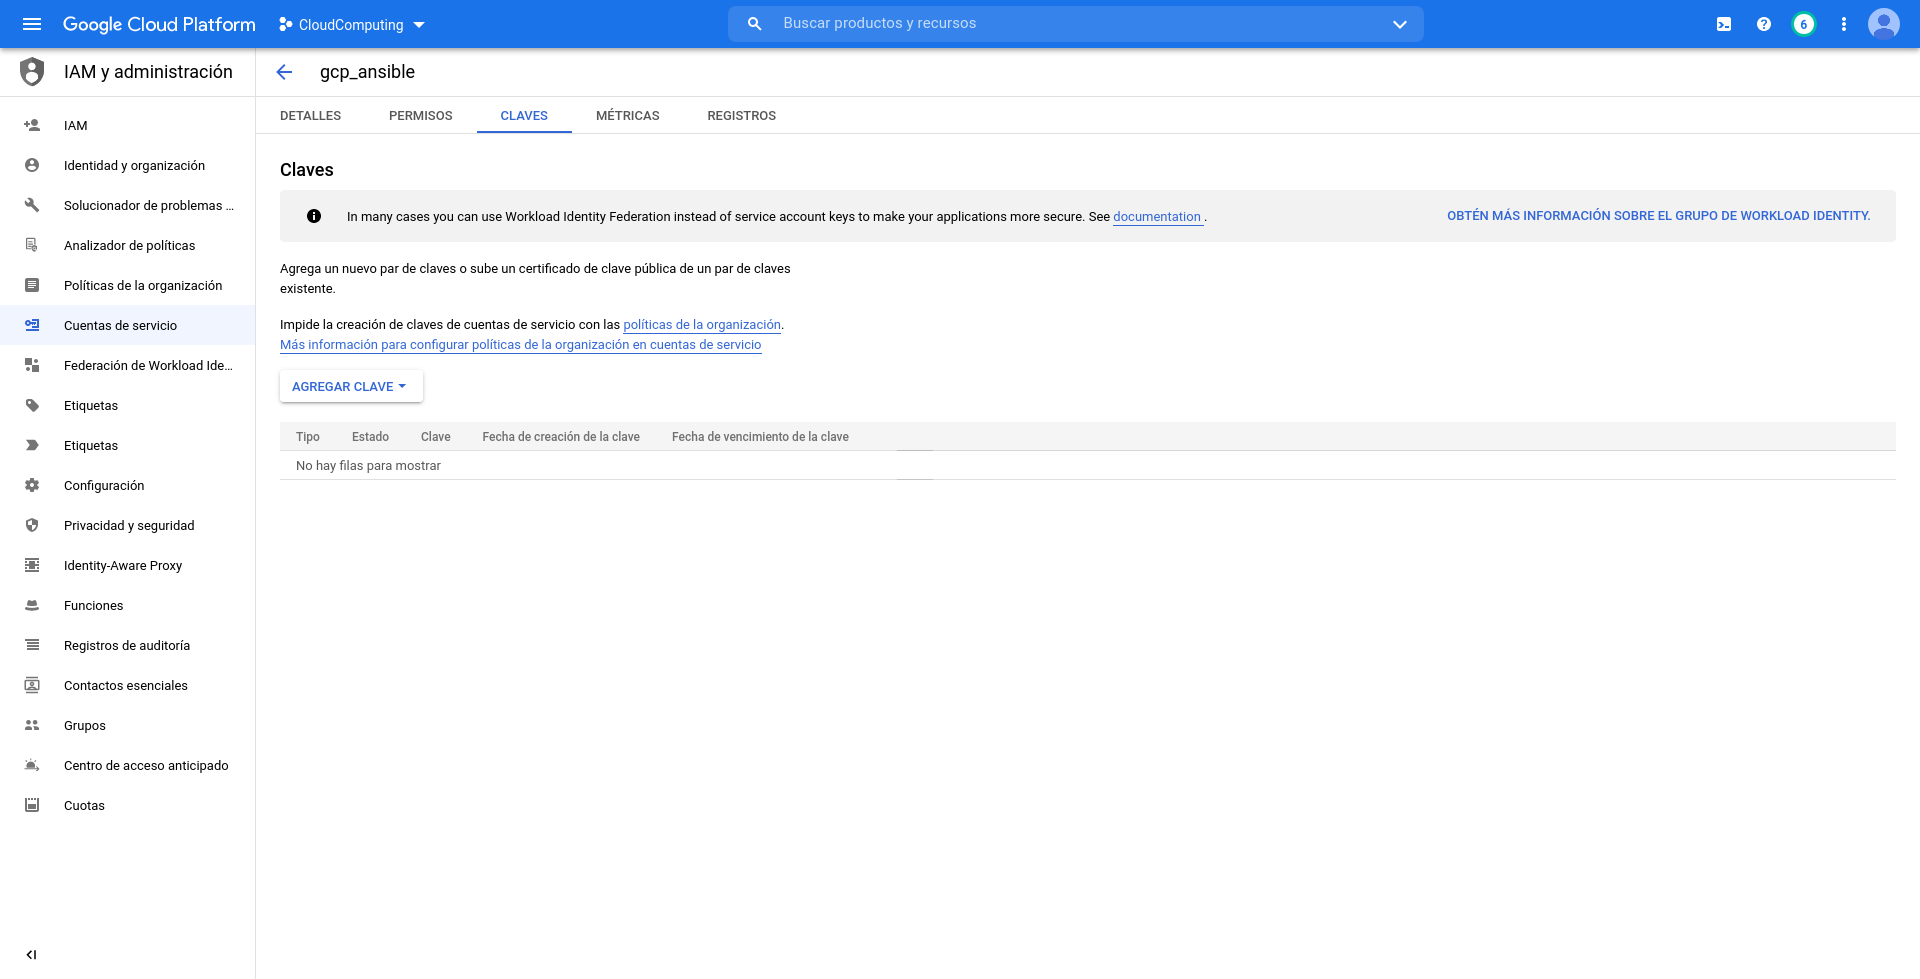 Google Cloud Platform
CloudComputing
Buscar productos y recursos
6
IAM y administración
gcp_ansible
IAM
Identidad y organización
Solucionador de problemas ...
Analizador de políticas
Políticas de la organización
Cuentas de servicio
Federación de Workload Ide...
Etiquetas
Etiquetas
Configuración
Privacidad y seguridad
Identity-Aware Proxy
Funciones
Registros de auditoría
Contactos esenciales
Grupos
Centro de acceso anticipado
Cuotas
DETALLES PERMISOS CLAVES MÉTRICAS REGISTROS
Claves
In many cases you can use Workload Identity Federation instead of service account keys to make your applications more secure. See documentation .
OBTÉN MÁS INFORMACIÓN SOBRE EL GRUPO DE WORKLOAD IDENTITY.
Agrega un nuevo par de claves o sube un certificado de clave pública de un par de claves
existente.
Impide la creación de claves de cuentas de servicio con las políticas de la organización.
Más información para configurar políticas de la organización en cuentas de servicio
AGREGAR CLAVE
Tipo Estado Clave Fecha de creación de la clave Fecha de vencimiento de la clave
No hay filas para mostrar